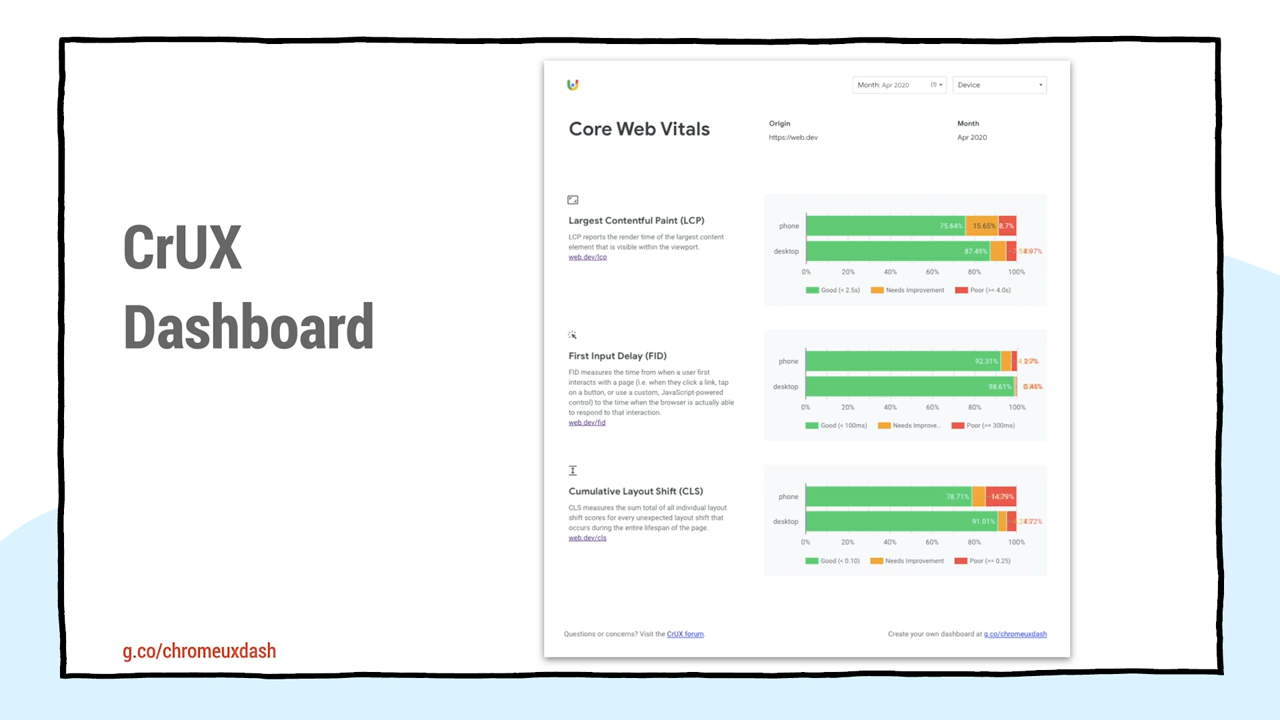 CrUX
Dashboard
g.co/chromeuxdash
Month: Apr 2020 (1)
Device
Core Web Vitals
Origin
https://web.dev
Month
Apr 2020
Largest Contentful Paint (LCP)
LCP reports the render time of the largest content
element that is visible within the viewport.
web.dev/lcp
phone 75.64% 15.65% 8.7%
desktop 87.49%
0% 20% 40% 60% 80% 100%
Good (< 2.5s) Needs Improvement Poor (>= 4.0s)
First Input Delay (FID)
FID measures the time from when a user first
interacts with a page (i.e. when they click a link, tap
on a button, or use a custom, JavaScript-powered
control) to the time when the browser is actually able
to respond to that interaction.
web.dev/fid
phone 92.31%
desktop 98.61%
0% 20% 40% 60% 80% 100%
Good (< 100ms) Needs Improve... Poor (>= 300ms)
Cumulative Layout Shift (CLS)
CLS measures the sum total of all individual layout
shift scores for every unexpected layout shift that
occurs during the entire lifespan of the page.
web.dev/cls
phone 78.71% 14.79%
desktop 91.01%
0% 20% 40% 60% 80% 100%
Good (< 0.10) Needs Improvement Poor (>= 0.25)
Questions or concerns? Visit the CrUX forum.
Create your own dashboard at g.co/chromeuxdash